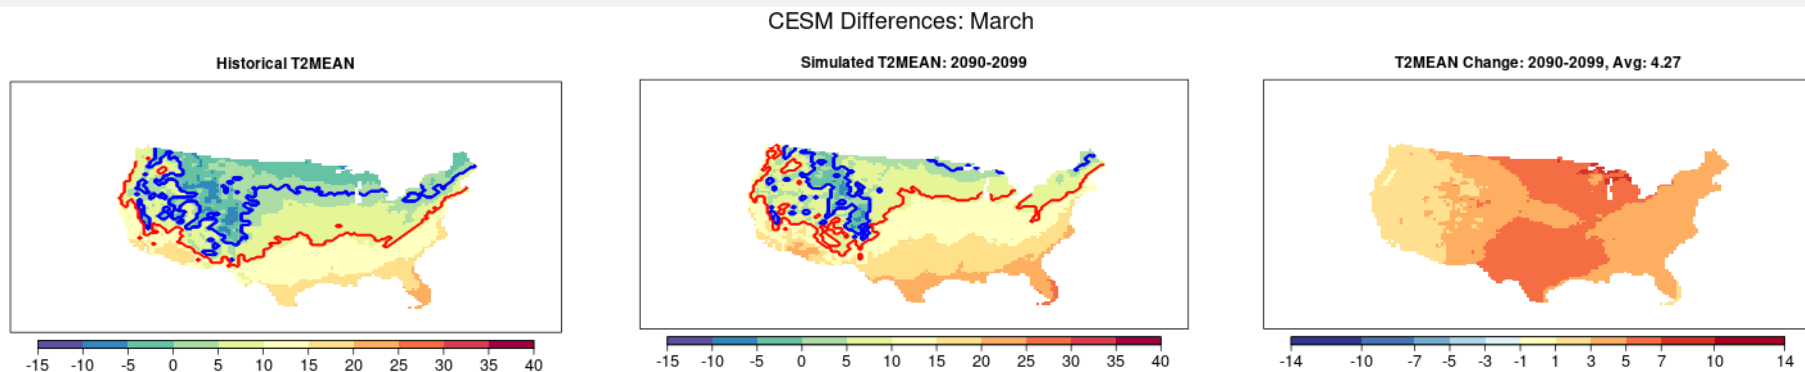 CESM Differences: March
Historical T2MEAN
Simulated T2MEAN: 2090-2099
T2MEAN Change: 2090-2099, Avg: 4.27
-15 -10 -5 0 5 10 15 20 25 30 35 40
-15 -10 -5 0 5 10 15 20 25 30 35 40
-14 -10 -7 -5 -3 -1 1 3 5 7 10 14